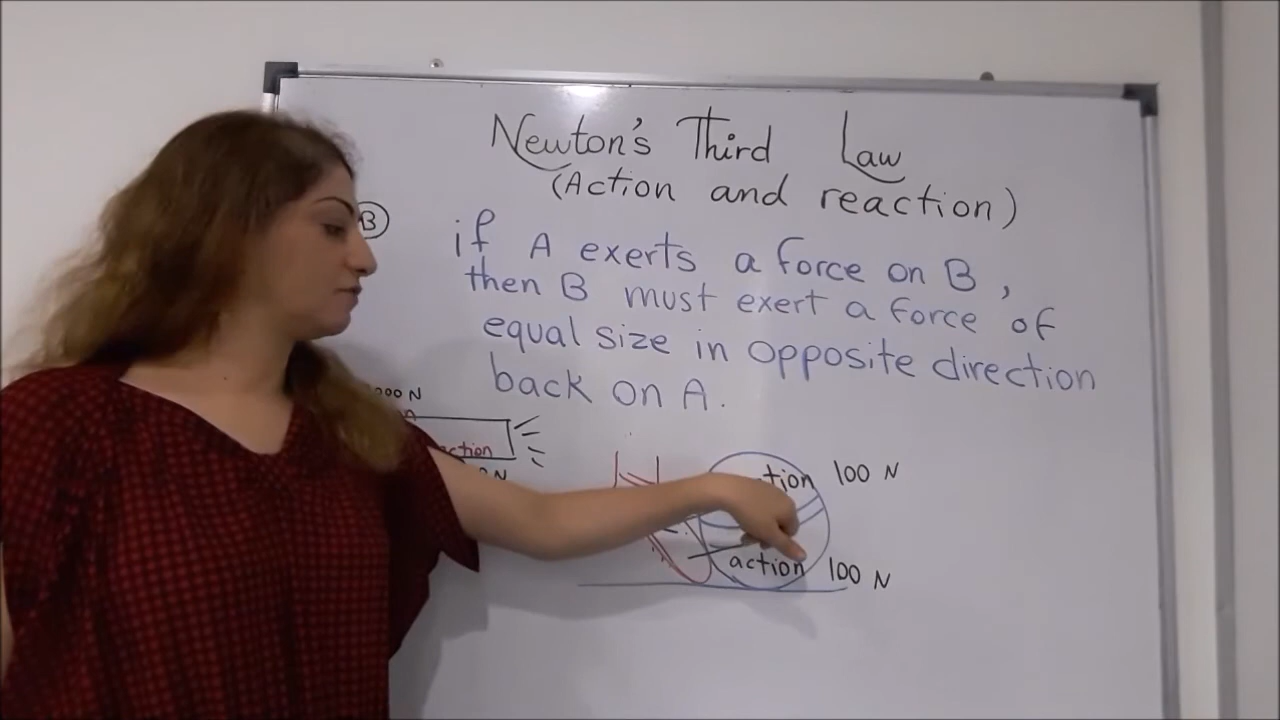 Newton's Third Law
(Action and reaction)
B
if A exerts a force on B,
then B must exert a force of
equal size in opposite direction
back on A.
100 N
action 100 N